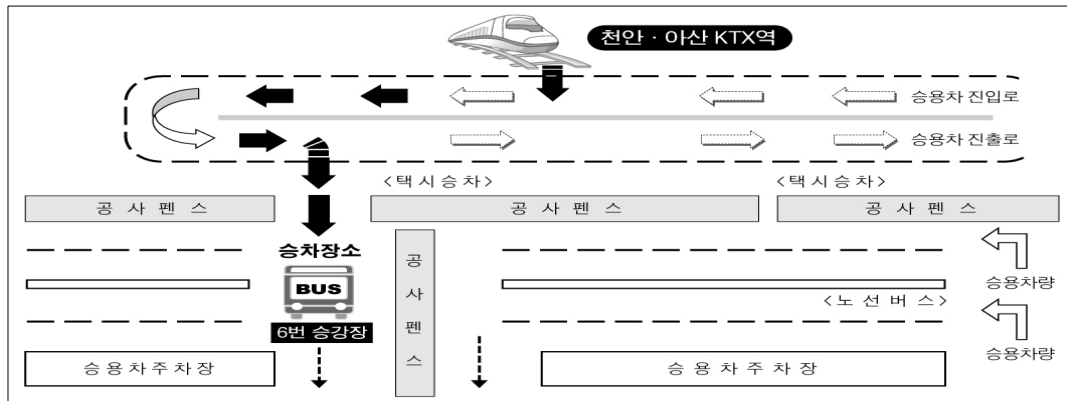 천안 · 아산 KTX역
승용차 진입로
승용차 진출로
<택시승차>
<택시승차>
공 사 펜 스
공 사 펜 스
공 사 펜 스
승차장소
BUS
6번 승강장
공
사
펜
스
승용차량
<노선버스>
승용차량
승용차주차장
승용차주차장